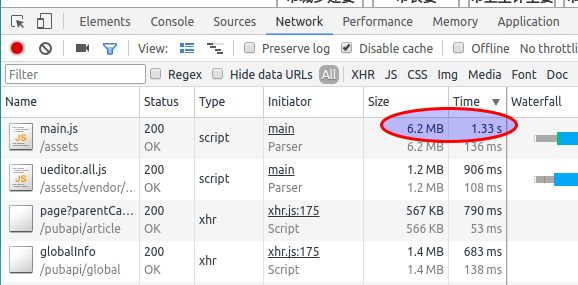 Elements Console Sources Network Performance Memory
View: Preserve log Disable cache Offline No throttli
Filter Regex Hide data URLs All XHR JS CSS Img Media Font Doc
Name Status Type Initiator Size Time ▼ Waterfall
main.js 200 script main 6.2 MB 1.33 s
/assets OK Parser 6.2 MB 136 ms
ueditor.all.js 200 script main 1.2 MB 906 ms
/assets/vendor/... OK Parser 1.2 MB 108 ms
page?parentCa... 200 xhr xhr.js:175 567 KB 790 ms
/pubapi/article OK Script 566 KB 53 ms
globalInfo 200 xhr xhr.js:175 1.4 MB 683 ms
/pubapi/global OK Script 1.4 MB 138 ms